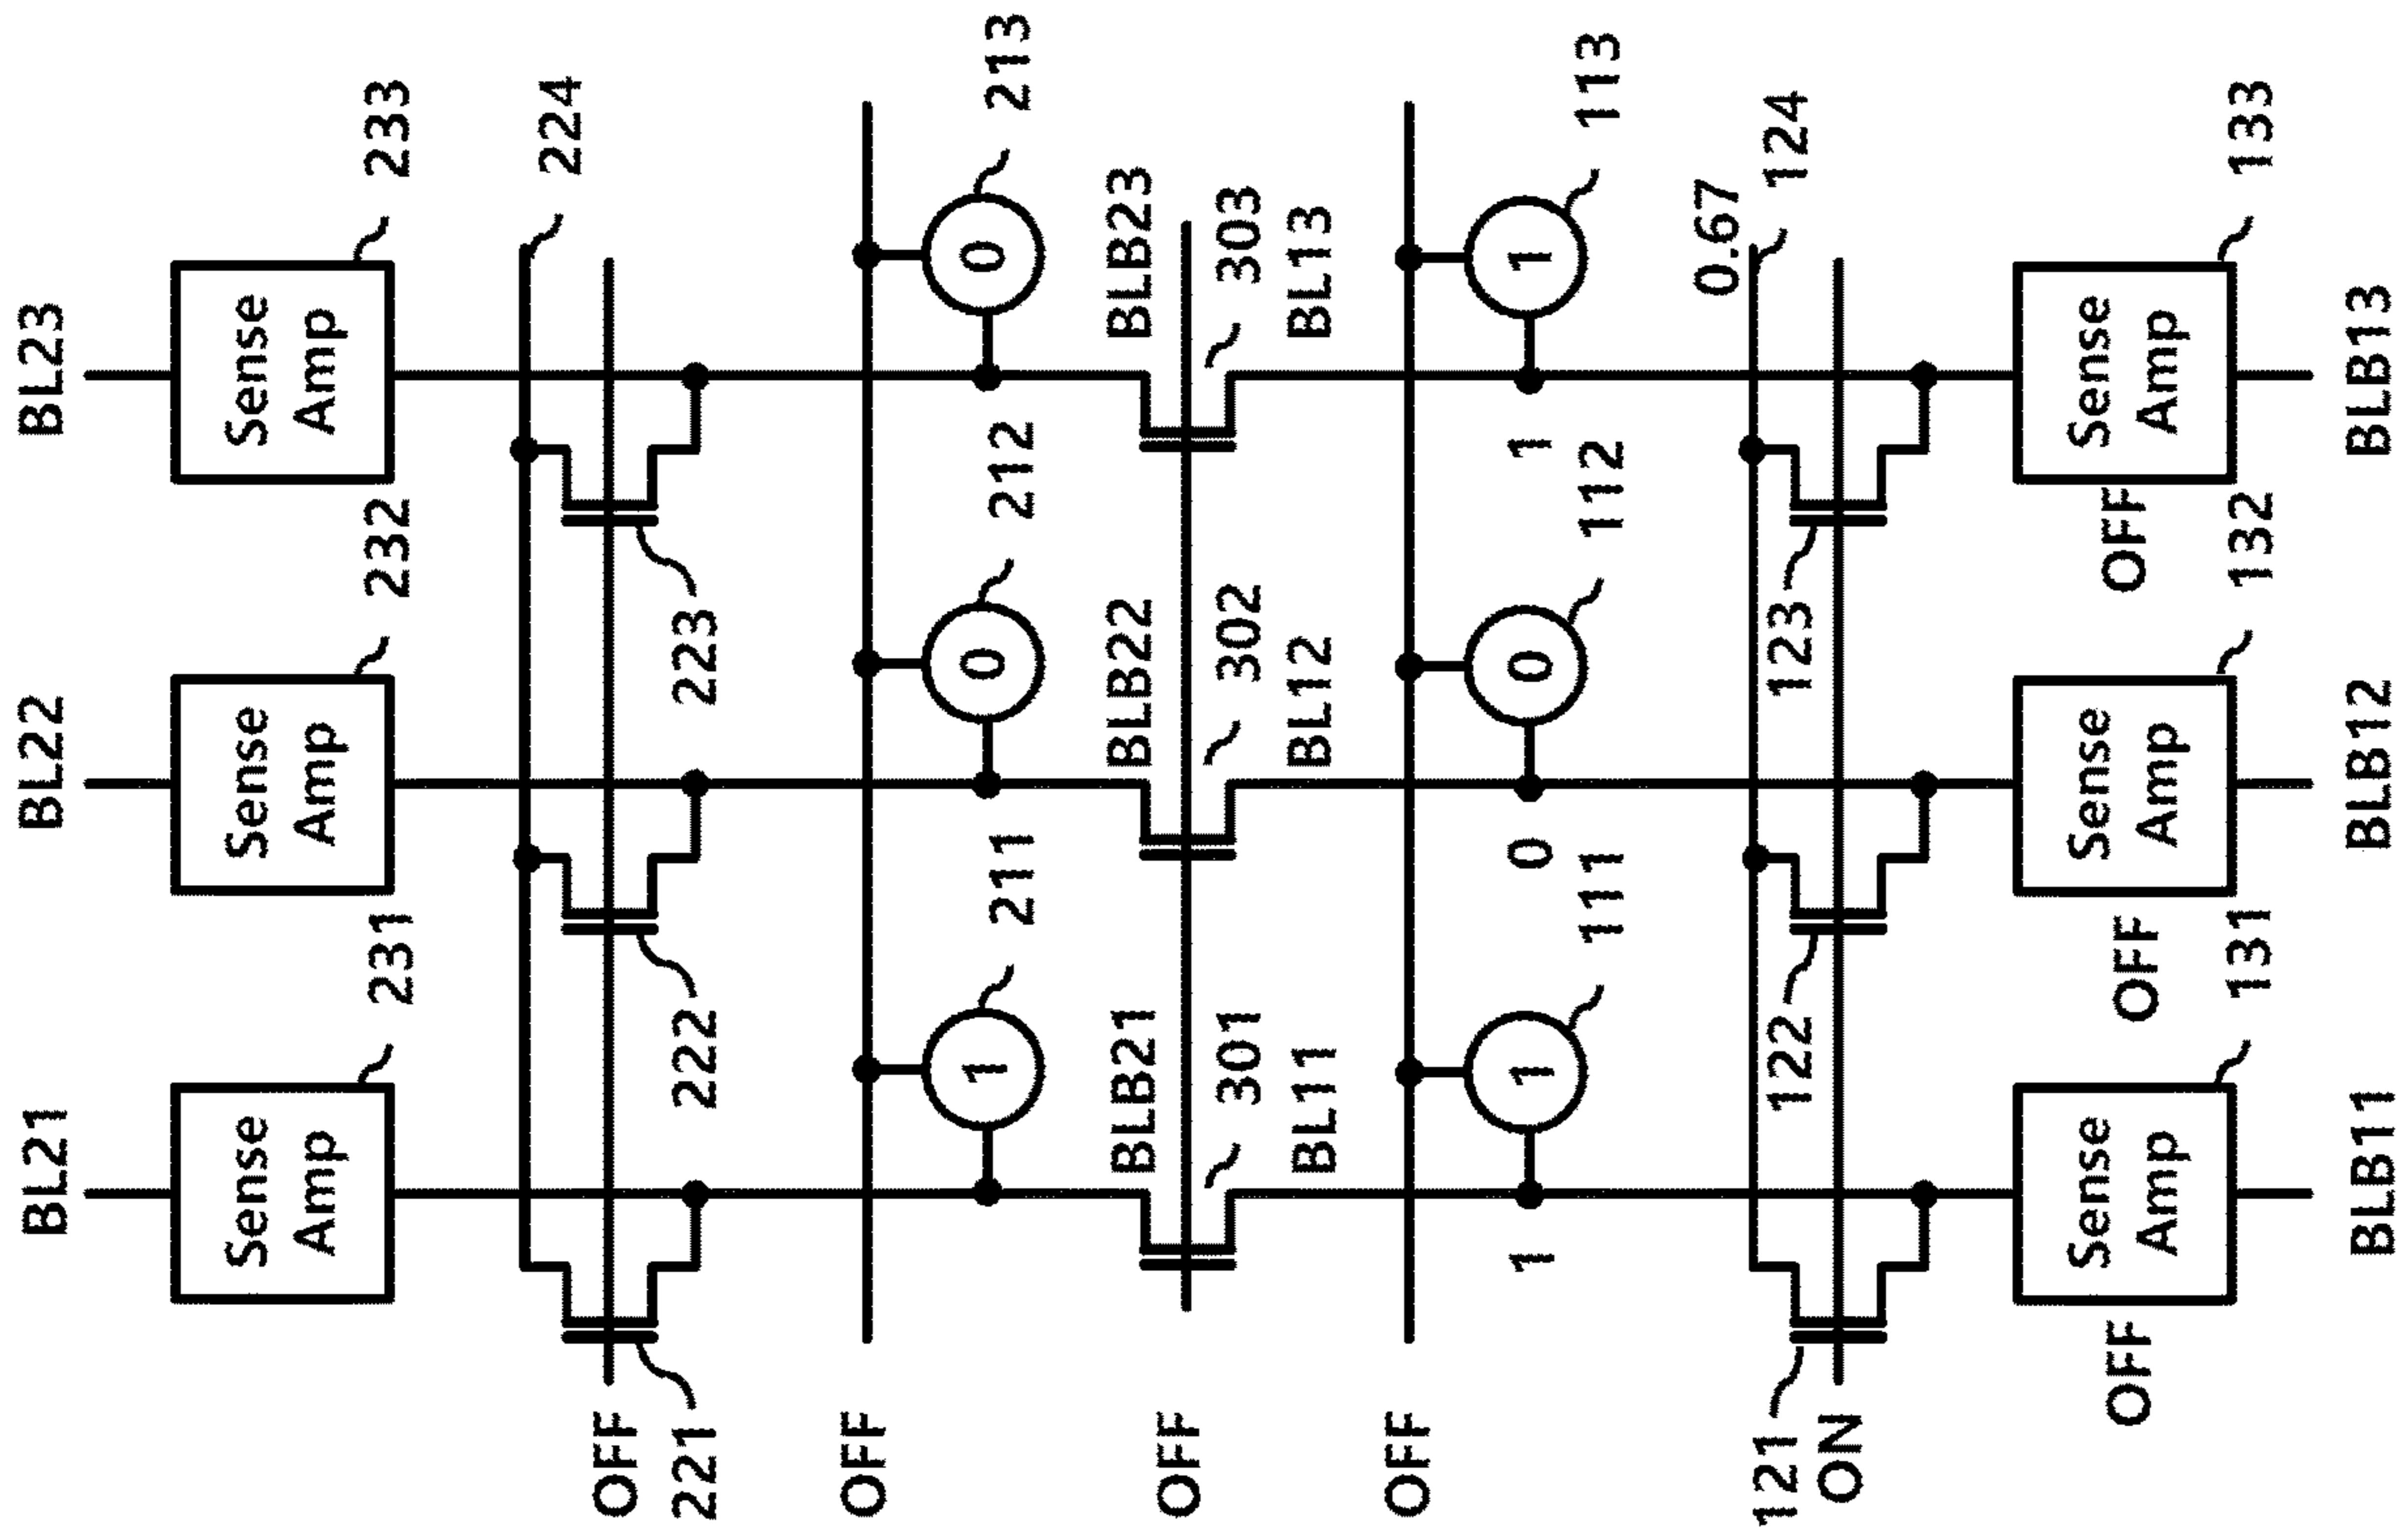 BL21
BL22
BL23
Sense
Amp
231
Sense
Amp
232
Sense
Amp
233
224
OFF
221
222
223
OFF
1
211
0
212
0
213
BLB21
BLB22
BLB23
OFF
301
302
303
BL11
BL12
BL13
OFF
1
1
111
0
0
112
1
1
113
0.67
124
121
122
123
ON
OFF
Sense
Amp
131
OFF
Sense
Amp
132
OFF
Sense
Amp
133
BLB11
BLB12
BLB13